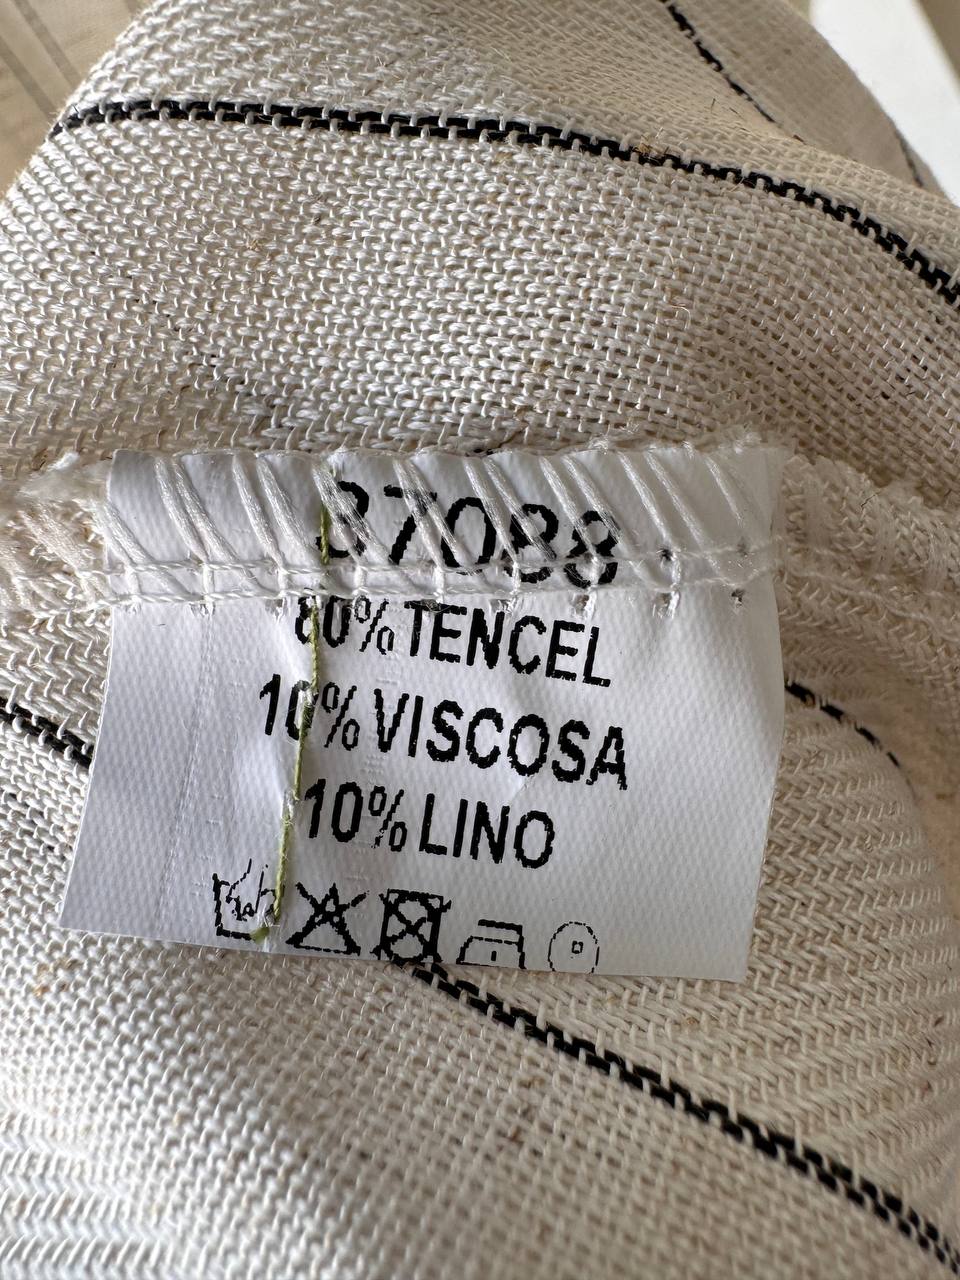 37088
80% TENCEL
10% VISCOSA
10% LINO